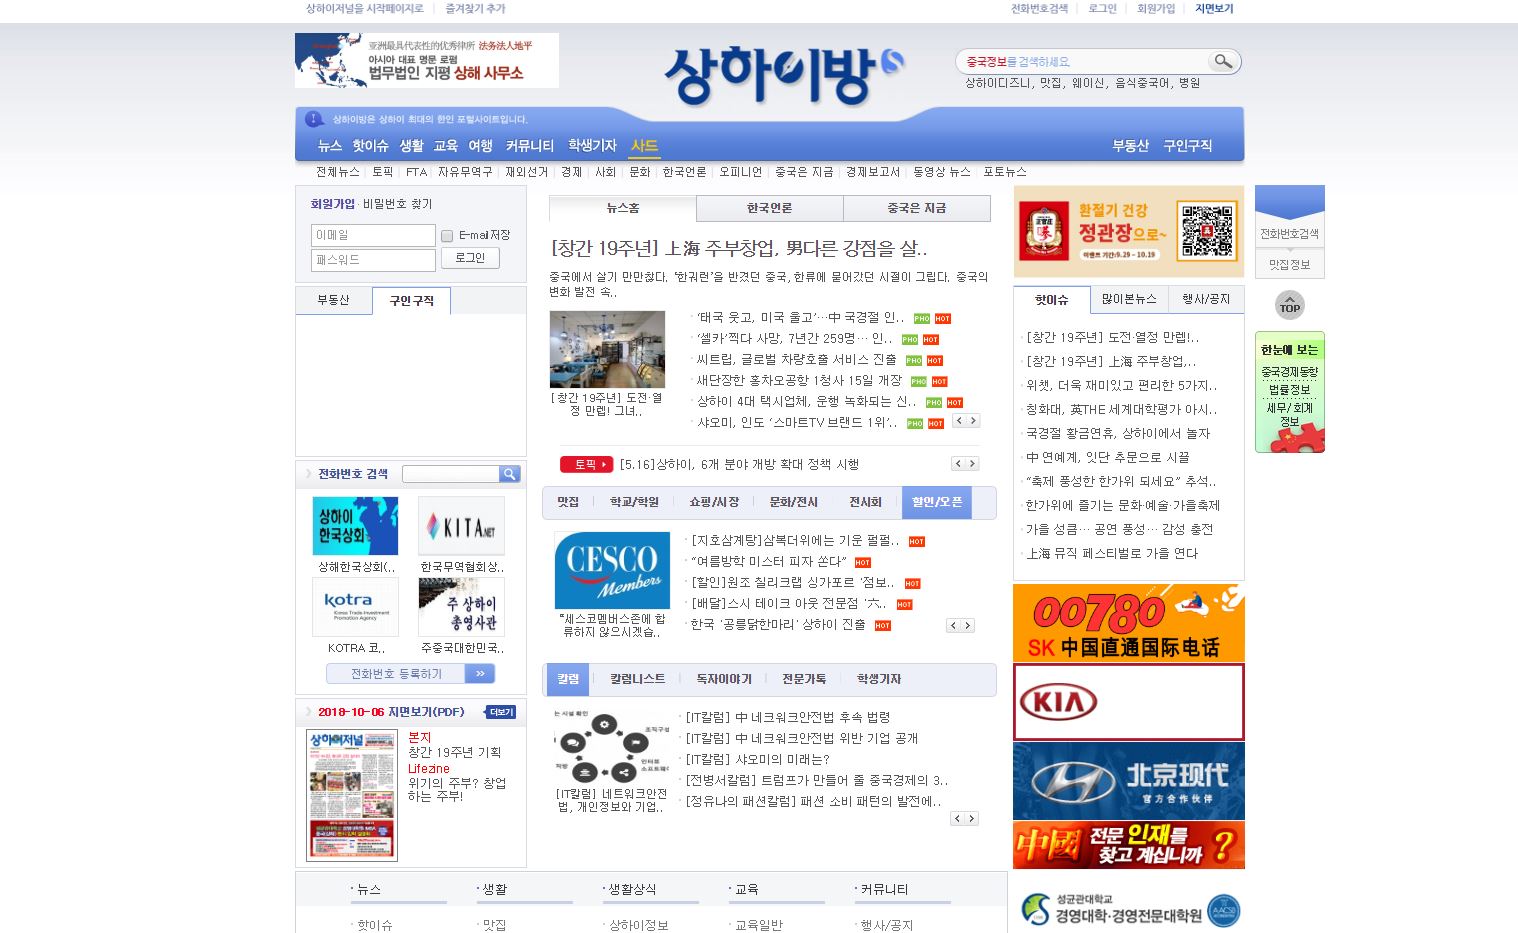 상하이저널을 시작페이지로
즐겨찾기 추가
전화번호검색
로그인
회원가입
지면보기
亚洲最具代表性的优秀律所 法务法人地平
아시아 대표 명문 로펌
법무법인 지평 상해 사무소
상하이방
중국정보를 검색하세요.
상하이디즈니, 맛집, 웨이신, 음식중국어, 병원
상하이방은 상하이 최대의 한인 포털사이트입니다.
뉴스 핫이슈 생활 교육 여행 커뮤니티 학생기자 사드
부동산 구인구직
전체뉴스 토픽 FTA 자유무역구 재외선거 경제 사회 문화 한국언론 오피니언 중국은 지금 경제보고서 동영상 뉴스 포토뉴스
회원가입 · 비밀번호 찾기
이메일
E-mail저장
패스워드
로그인
부동산
구인구직
전화번호 검색
상하이
한국상회
KITA.NET
상해한국상회(..
한국무역협회상..
kotra
Korea Trade-Investment
Promotion Agency
주 상하이
총영사관
KOTRA 코..
주중국대한민국..
전화번호 등록하기
2018-10-06 지면보기(PDF)
더보기
상하이저널
본지
창간 19주년 기획
Lifezine
위기의 주부? 창업
하는 주부!
뉴스홈
한국언론
중국은 지금
[창간 19주년] 上海 주부창업, 男다른 강점을 살..
중국에서 살기 만만찮다. '한궈런'을 반겼던 중국, 한류에 묻어갔던 시절이 그립다. 중국의
변화 발전 속..
[창간 19주년] 도전·열
정 만렙! 그녀..
'태국 웃고, 미국 울고'…中 국경절 인.. PHO HOT
'셀카'찍다 사망, 7년간 259명… 인.. PHO HOT
씨트립, 글로벌 차량호출 서비스 진출 PHO HOT
새단장한 홍차오공항 1청사 15일 개장 PHO HOT
상하이 4대 택시업체, 운행 녹화되는 신.. PHO HOT
샤오미, 인도 '스마트TV 브랜드 1위'.. PHO HOT
토픽
[5.16]상하이, 6개 분야 개방 확대 정책 시행
맛집 학교/학원 쇼핑/시장 문화/전시 전시회 할인/오픈
CESCO
Members
"세스코멤버스존에 합
류하지 않으시겠습..
[지호삼계탕]삼복더위에는 기운 펄펄.. HOT
"여름방학 미스터 피자 쏜다" HOT
[할인]원조 칠리크랩 싱가포르 '점보.. HOT
[배달]스시 테이크 아웃 전문점 '六.. HOT
한국 '공릉닭한마리' 상하이 진출 HOT
칼럼 칼럼니스트 독자이야기 전문가톡 학생기자
[IT칼럼] 네트워크안전
법, 개인정보와 기업..
[IT칼럼] 中 네크워크안전법 후속 법령
[IT칼럼] 中 네크워크안전법 위반 기업 공개
[IT칼럼] 샤오미의 미래는?
[전병서칼럼] 트럼프가 만들어 줄 중국경제의 3..
[정유나의 패션칼럼] 패션 소비 패턴의 발전에..
환절기 건강
정관장으로~
이벤트 기간:9.29 – 10.19
핫이슈
많이본뉴스
행사/공지
[창간 19주년] 도전·열정 만렙!..
[창간 19주년] 上海 주부창업,..
위챗, 더욱 재미있고 편리한 5가지..
칭화대, 英THE 세계대학평가 아시..
국경절 황금연휴, 상하이에서 놀자
中 연예계, 잇단 추문으로 시끌
"축제 풍성한 한가위 되세요" 추석..
한가위에 즐기는 문화·예술·가을축제
가을 성큼… 공연 풍성… 감성 충전
上海 뮤직 페스티벌로 가을 연다
00780
SK 中国直通国际电话
KIA
北京现代
官方合作伙伴
中國 전문 인재를
찾고 계십니까 ?
성균관대학교
경영대학·경영전문대학원
AACSB
전화번호검색
맛집정보
TOP
한눈에 보는
중국경제동향
법률정보
세무/회계
정보
뉴스
생활
생활상식
교육
커뮤니티
핫이슈
맛집
상하이정보
교육일반
행사/공지